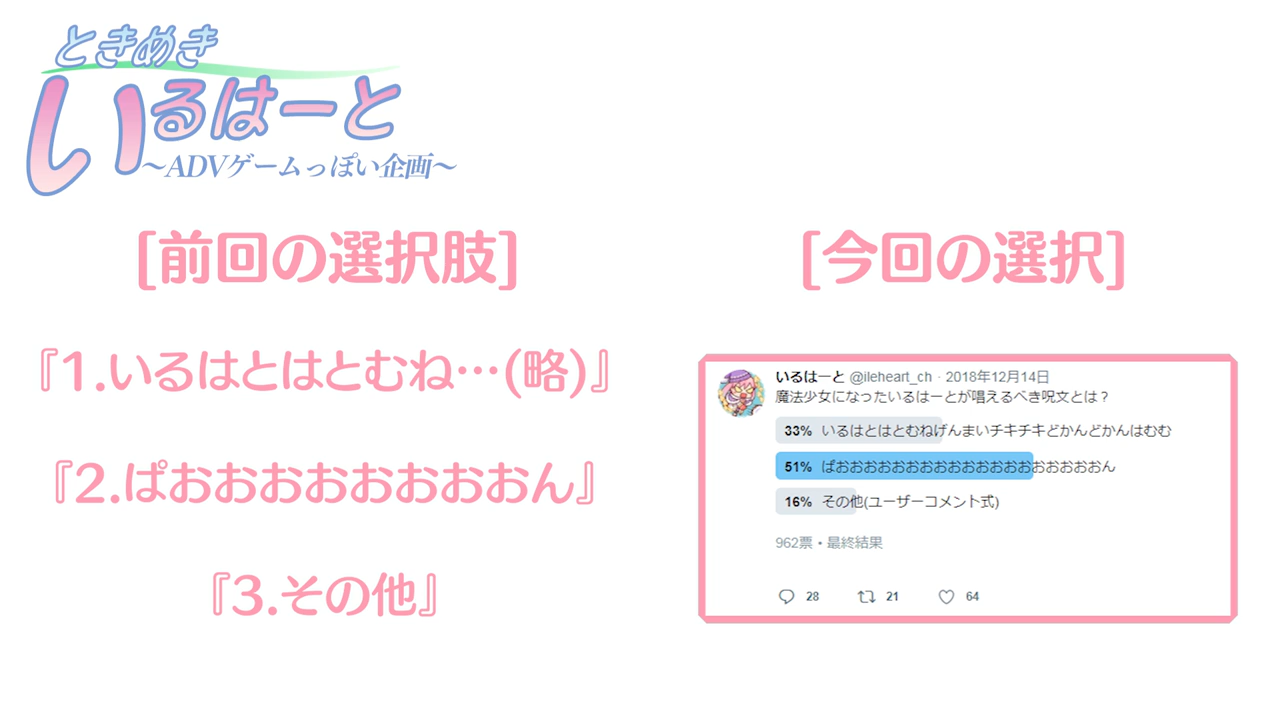 ときめき
いるはーと
～ADVゲームっぽい企画～
[前回の選択肢]
『1.いるはとはとむね…(略)』
『2.ぱおおおおおおおおおん』
『3.その他』
[今回の選択]
いるはーと @ileheart_ch · 2018年12月14日
魔法少女になったいるはーとが唱えるべき呪文とは？
33% いるはとはとむねげんまいチキチキどかんどかんはむむ
51% ぱおおおおおおおおおおおおおおおおおおおん
16% その他(ユーザーコメント式)
962票・最終結果
28 21 64